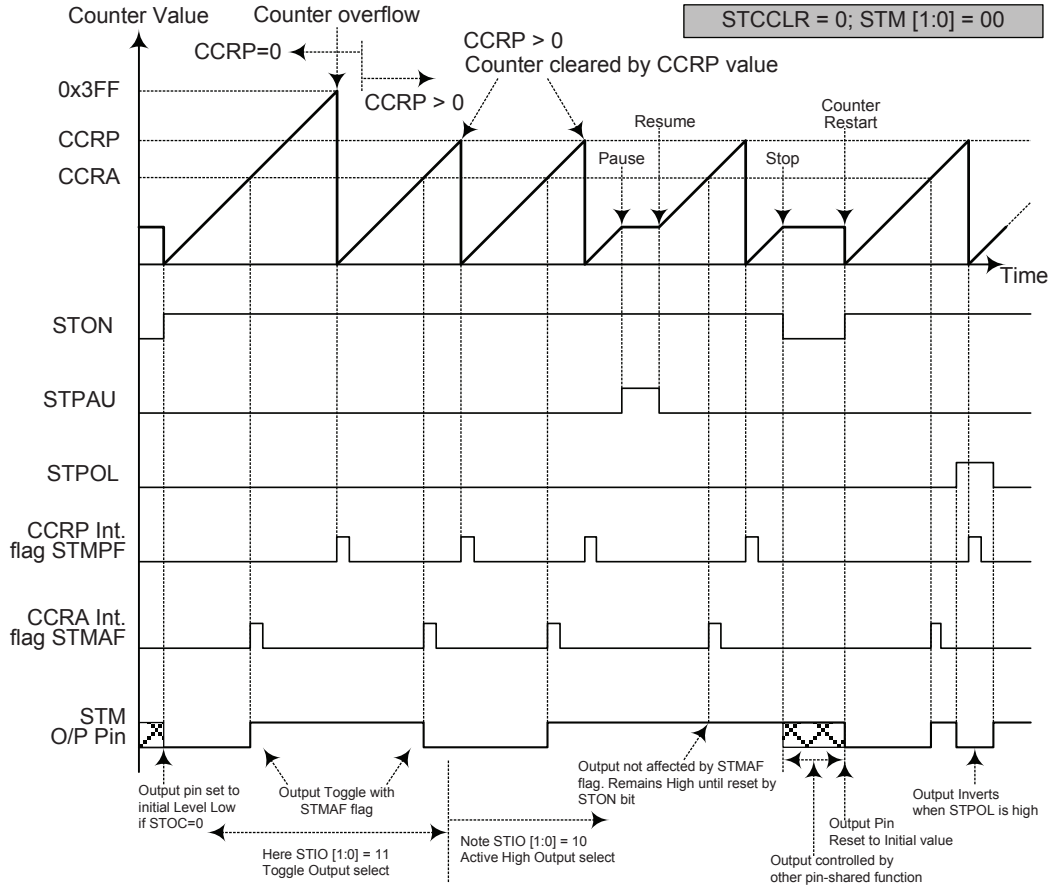 Counter Value
Counter overflow
STCCLR = 0; STM [1:0] = 00
CCRP=0
CCRP > 0
CCRP > 0
Counter cleared by CCRP value
0x3FF
CCRP
CCRA
Pause
Resume
Stop
Counter
Restart
Time
STON
STPAU
STPOL
CCRP Int.
flag STMPF
CCRA Int.
flag STMAF
STM
O/P Pin
Output pin set to
initial Level Low
if STOC=0
Output Toggle with
STMAF flag
Output not affected by STMAF
flag. Remains High until reset by
STON bit
Output Inverts
when STPOL is high
Output Pin
Reset to Initial value
Here STIO [1:0] = 11
Toggle Output select
Note STIO [1:0] = 10
Active High Output select
Output controlled by
other pin-shared function